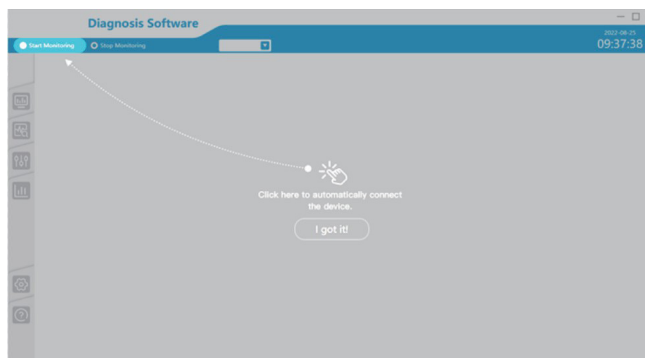 Diagnosis Software
2022-08-25
Start Monitoring
Stop Monitoring
09:37:38
Click here to automatically connect
the device.
I got it!